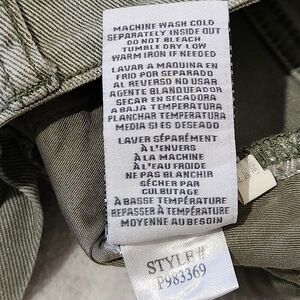 MACHINE WASH COLD
SEPARATELY INSIDE OUT
DO NOT BLEACH
TUMBLE DRY LOW
WARM IRON IF NEEDED
LAVAR A MAQUINA EN
FRIO POR SEPARADO
AL REVERSO NO USAR
AGENTE BLANQUEADOR
SECAR EN SECADORA
A BAJA TEMPERATURA
PLANCHAR TEMPERATURA
MEDIA SI ES DESEADO
LAVER SÉPARÉMENT
À L'ENVERS
À LA MACHINE
À L'EAU FROIDE
NE PAS BLANCHIR
SÉCHER PAR
CULBUTAGE
À BASSE TEMPÉRATURE
REPASSER À TEMPÉRATURE
MOYENNE AU BESOIN
STYLE#
P983369